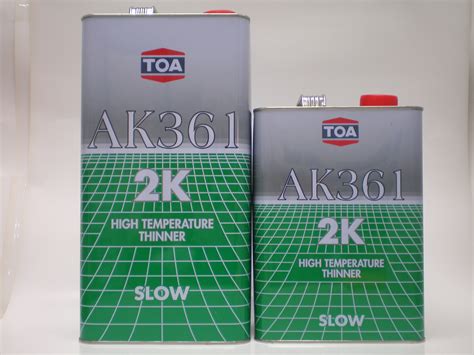 TOA
AK361
2K
HIGH TEMPERATURE
THINNER
SLOW
TOA
AK361
2K
HIGH TEMPERATURE
THINNER
SLOW